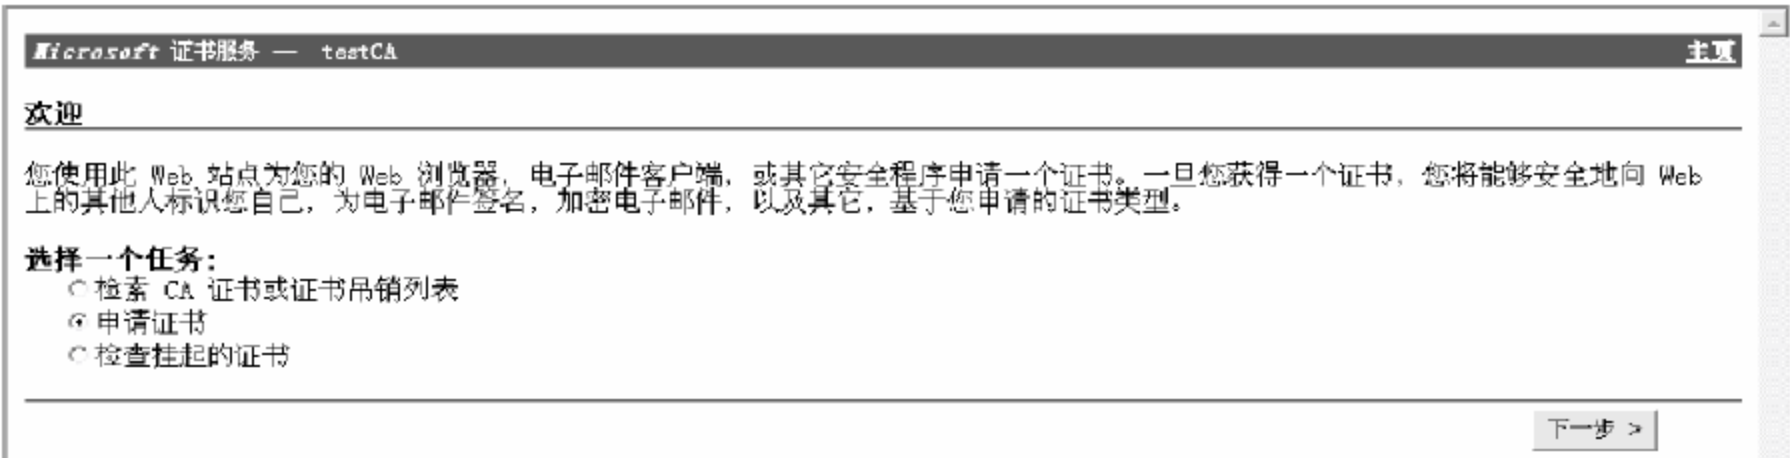 Microsoft 证书服务 — testCA 主页
欢迎
您使用此 Web 站点为您的 Web 浏览器，电子邮件客户端，或其它安全程序申请一个证书。一旦您获得一个证书，您将能够安全地向 Web
上的其他人标识您自己，为电子邮件签名，加密电子邮件，以及其它，基于您申请的证书类型。
选择一个任务：
检索 CA 证书或证书吊销列表
申请证书
检查挂起的证书
下一步 >